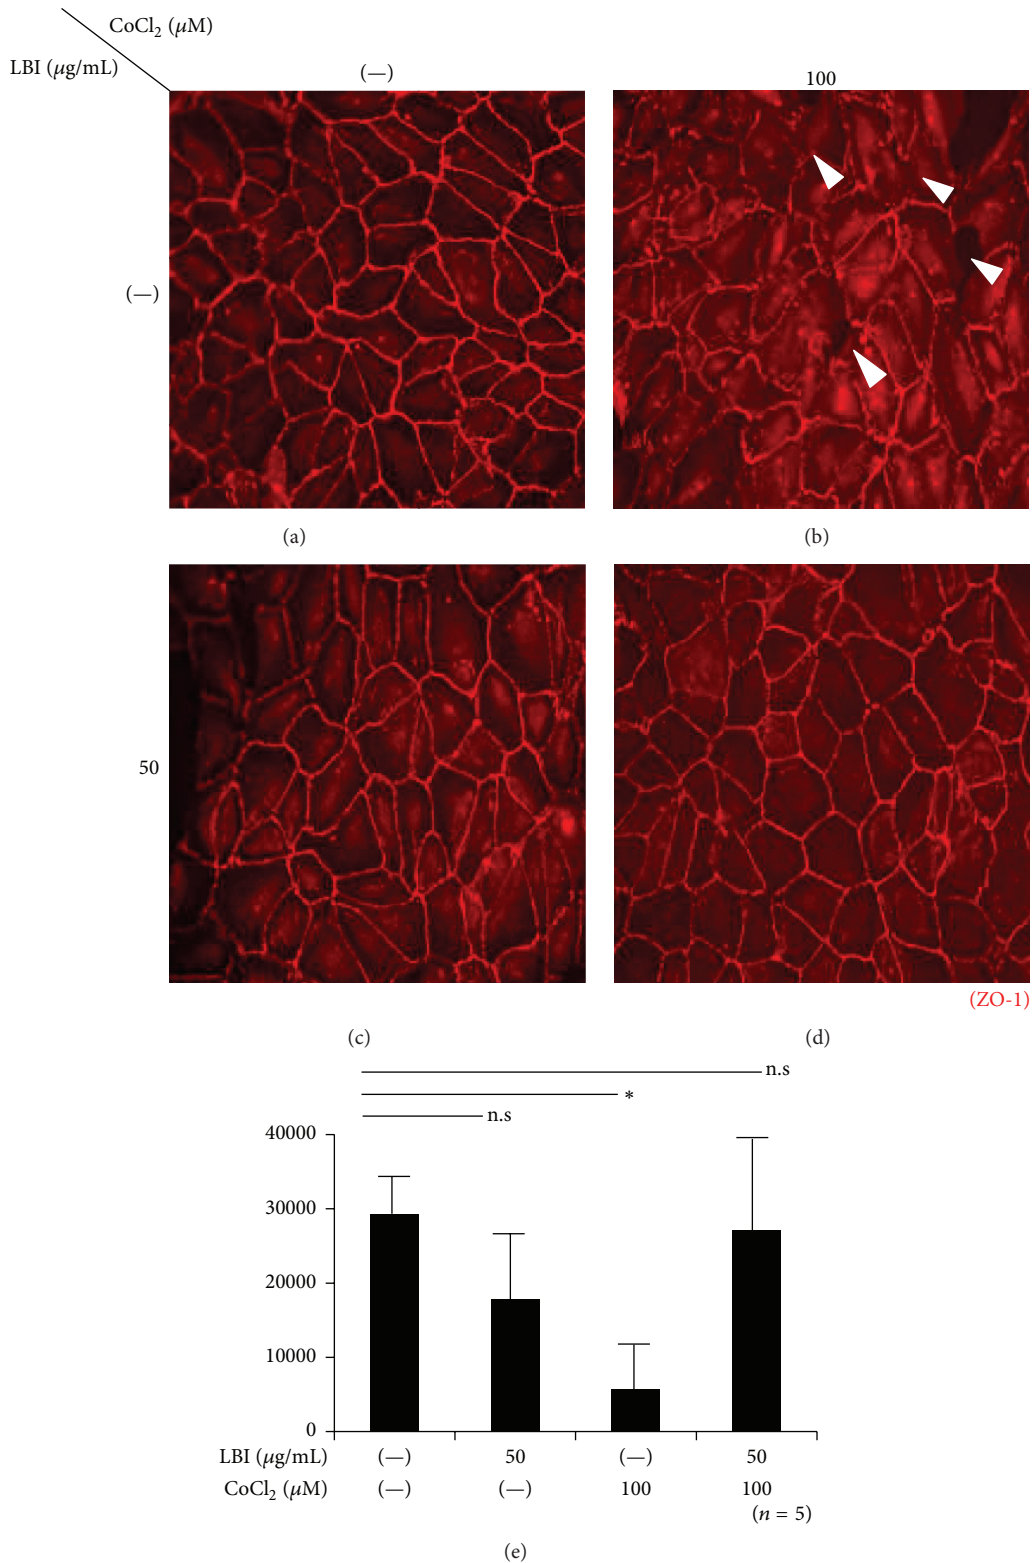 CoCl₂ (μM)
LBI (μg/mL)
(—)
100
(—)
(a)
(b)
50
(ZO-1)
(c)
(d)
n.s
*
n.s
40000
30000
20000
10000
0
LBI (μg/mL) (—) 50 (—) 50
CoCl₂ (μM) (—) (—) 100 100
(n = 5)
(e)